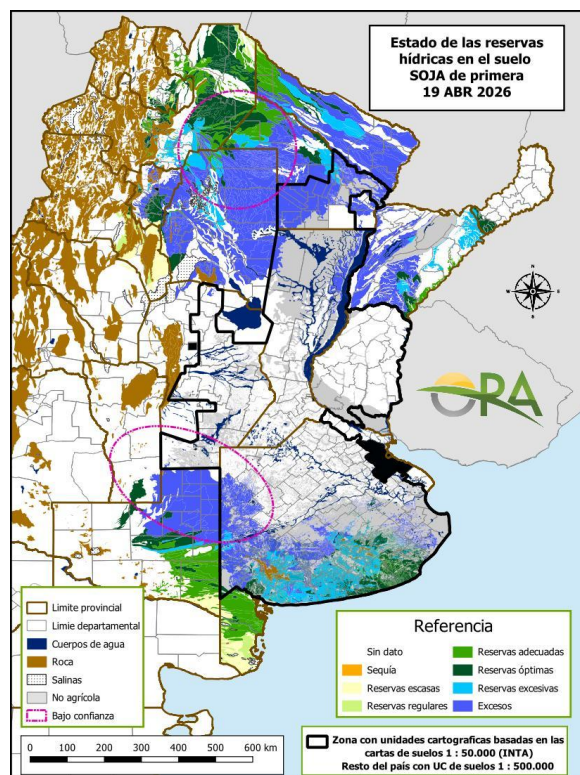 Estado de las reservas
hídricas en el suelo
SOJA de primera
19 ABR 2026
N
E
S
ORA
Limite provincial
Limie departamental
Cuerpos de agua
Roca
Salinas
No agrícola
Bajo confianza
Referencia
Sin dato
Sequía
Reservas escasas
Reservas regulares
Reservas adecuadas
Reservas óptimas
Reservas excesivas
Excesos
0 100 200 300 400 500 600 km
Zona con unidades cartograficas basadas en las
cartas de suelos 1 : 50.000 (INTA)
Resto del país con UC de suelos 1 : 500.000